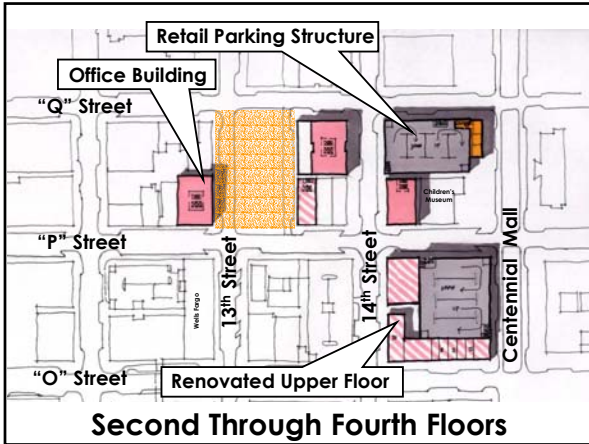 Retail Parking Structure
Office Building
“Q” Street
Children's
Museum
“P” Street
13th Street
14th Street
Centennial Mall
Wells Fargo
“O” Street
Renovated Upper Floor
Second Through Fourth Floors